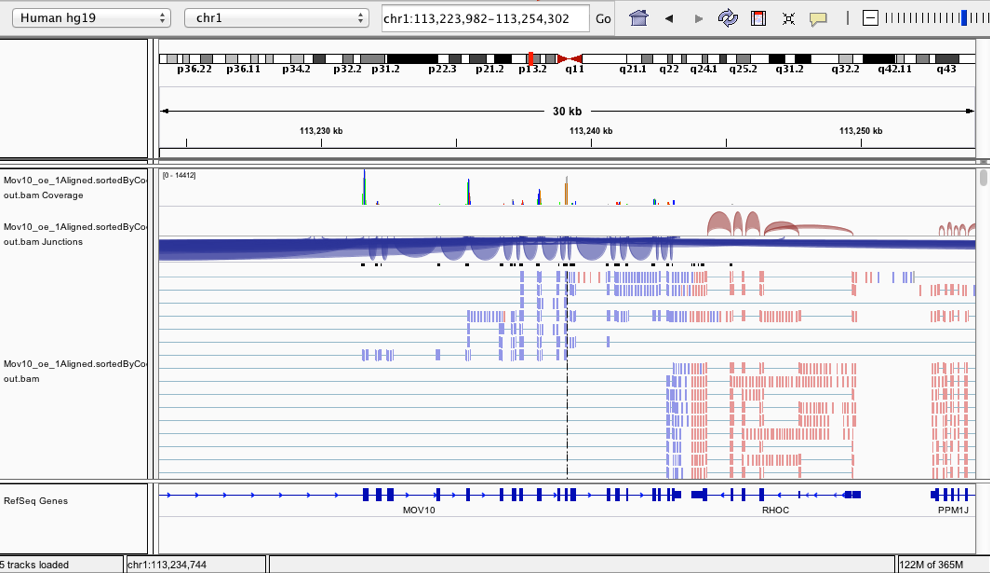 Human hg19 chr1 chr1:113,223,982-113,254,302 Go
p36.22 p36.11 p34.2 p32.2 p31.2 p22.3 p21.2 p13.2 q11 q21.1 q22 q24.1 q25.2 q31.2 q32.2 q42.11 q43
30 kb
113,230 kb 113,240 kb 113,250 kb
[0 - 14412]
Mov10_oe_1Aligned.sortedByCo
out.bam Coverage
Mov10_oe_1Aligned.sortedByCo
out.bam Junctions
Mov10_oe_1Aligned.sortedByCo
out.bam
RefSeq Genes
MOV10 RHOC PPM1J
5 tracks loaded chr1:113,234,744 122M of 365M